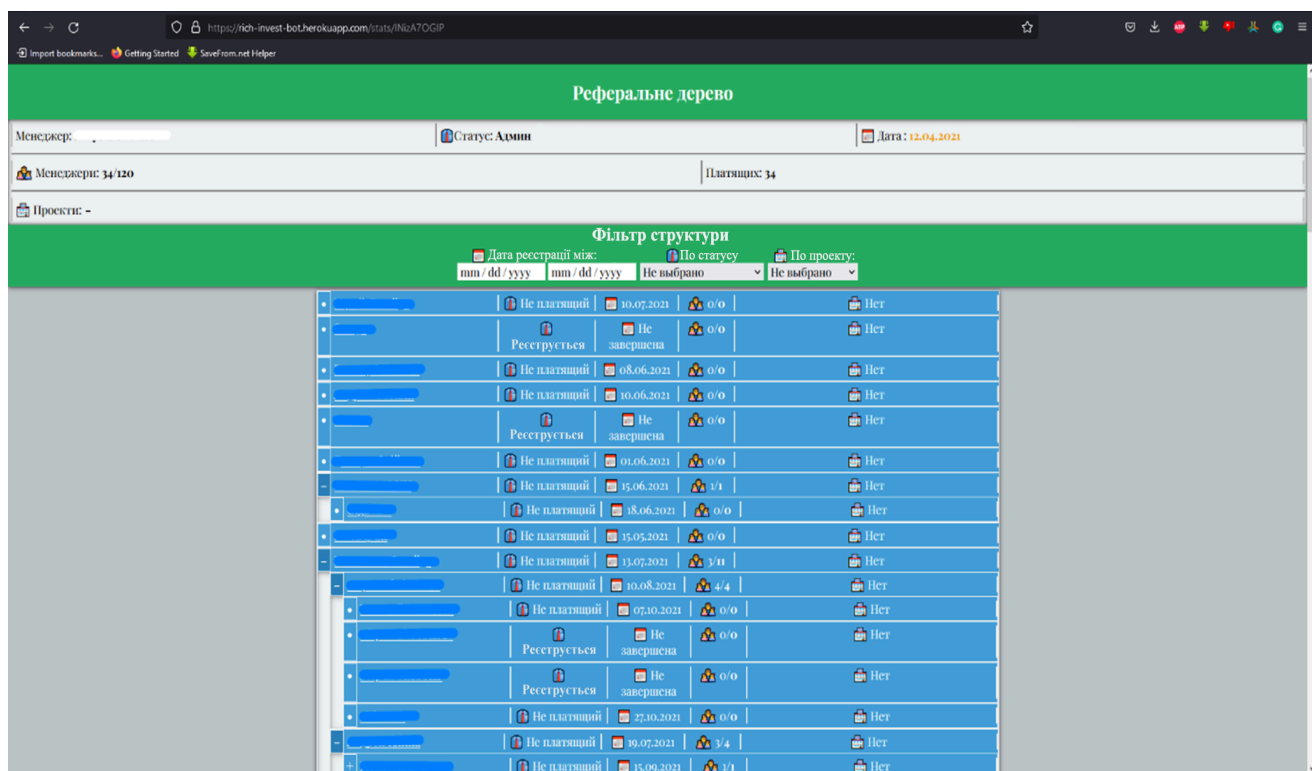 https://rich-invest-bot.herokuapp.com/stats/INizA7OGIP
Import bookmarks... Getting Started SaveFrom.net Helper
Реферальне дерево
Менеджер: Статус: Админ Дата : 12.04.2021
Менеджери: 34/120 Платящих: 34
Проекти: -
Фільтр структури
Дата реєстрації між: По статусу По проекту:
mm / dd / yyyy mm / dd / yyyy Не выбрано Не выбрано
Не платящий 10.07.2021 0/0 Нет
Реєструється Не завершена 0/0 Нет
Не платящий 08.06.2021 0/0 Нет
Не платящий 10.06.2021 0/0 Нет
Реєструється Не завершена 0/0 Нет
Не платящий 01.06.2021 0/0 Нет
Не платящий 15.06.2021 1/1 Нет
Не платящий 18.06.2021 0/0 Нет
Не платящий 15.05.2021 0/0 Нет
Не платящий 13.07.2021 3/11 Нет
Не платящий 10.08.2021 4/4 Нет
Не платящий 07.10.2021 0/0 Нет
Реєструється Не завершена 0/0 Нет
Реєструється Не завершена 0/0 Нет
Не платящий 27.10.2021 0/0 Нет
Не платящий 19.07.2021 3/4 Нет
Не платящий 15.09.2021 1/1 Нет